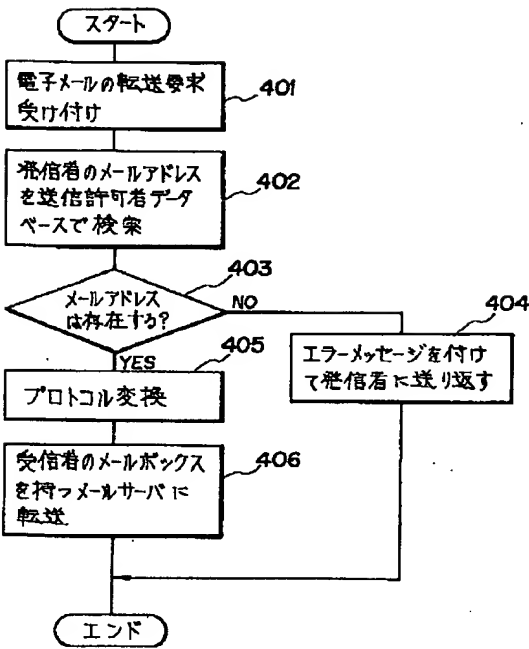 スタート
電子メールの転送要求
受け付け
401
発信者のメールアドレス
を送信許可者データ
ベースで検索
402
403
メールアドレス
は存在する?
NO
404
YES
405
エラーメッセージを付け
て発信者に送り返す
プロトコル変換
受信者のメールボックス
を持つメールサーバに
転送
406
エンド